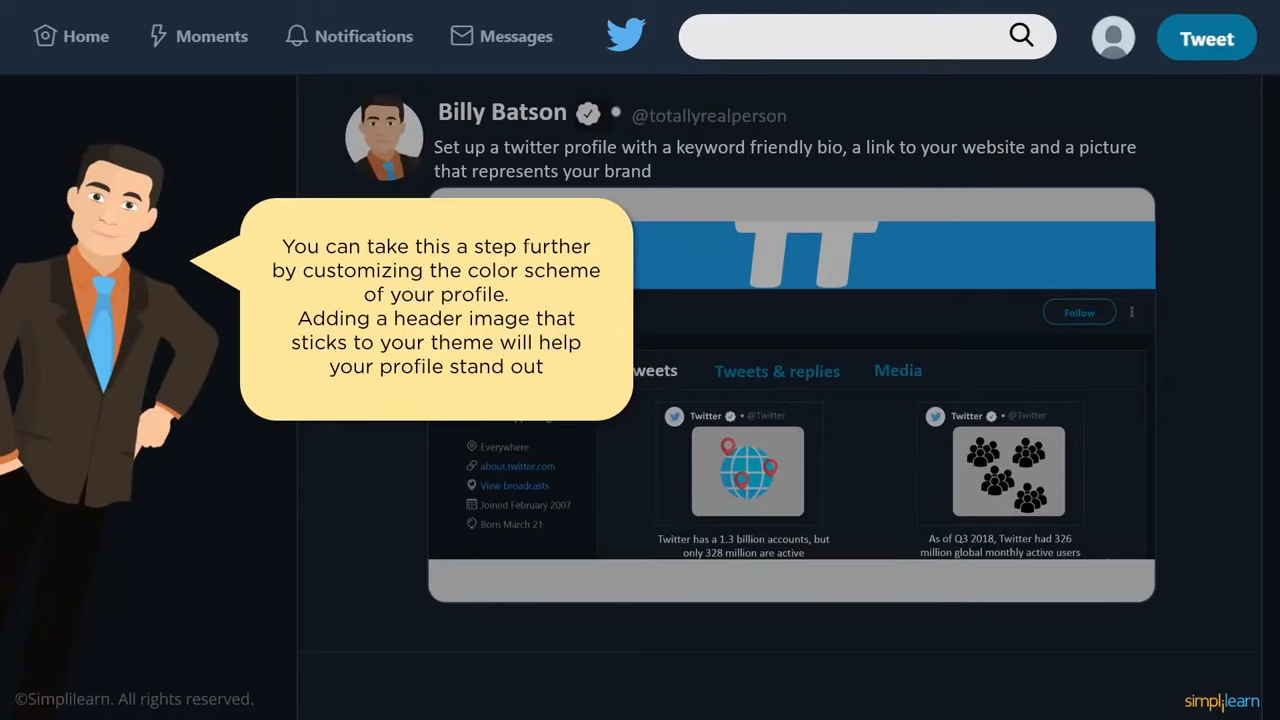 Home
Moments
Notifications
Messages
Tweet
Billy Batson
@totallyrealperson
Set up a twitter profile with a keyword friendly bio, a link to your website and a picture
that represents your brand
You can take this a step further
by customizing the color scheme
of your profile.
Adding a header image that
sticks to your theme will help
your profile stand out
Follow
Tweets & replies
Media
Twitter • @Twitter
Twitter • @Twitter
Everywhere
about.twitter.com
View broadcasts
Joined February 2007
Born March 21
Twitter has a 1.3 billion accounts, but
only 328 million are active
As of Q3 2018, Twitter had 326
million global monthly active users
©Simplilearn. All rights reserved.
simplilearn